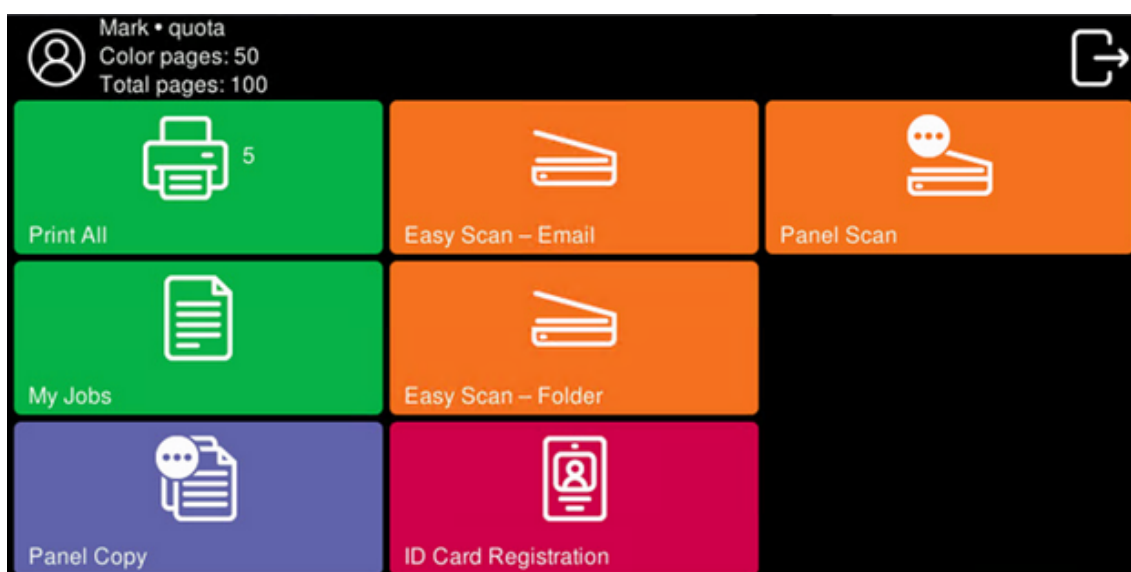 Mark • quota
Color pages: 50
Total pages: 100
5
Print All
Easy Scan – Email
Panel Scan
My Jobs
Easy Scan – Folder
Panel Copy
ID Card Registration